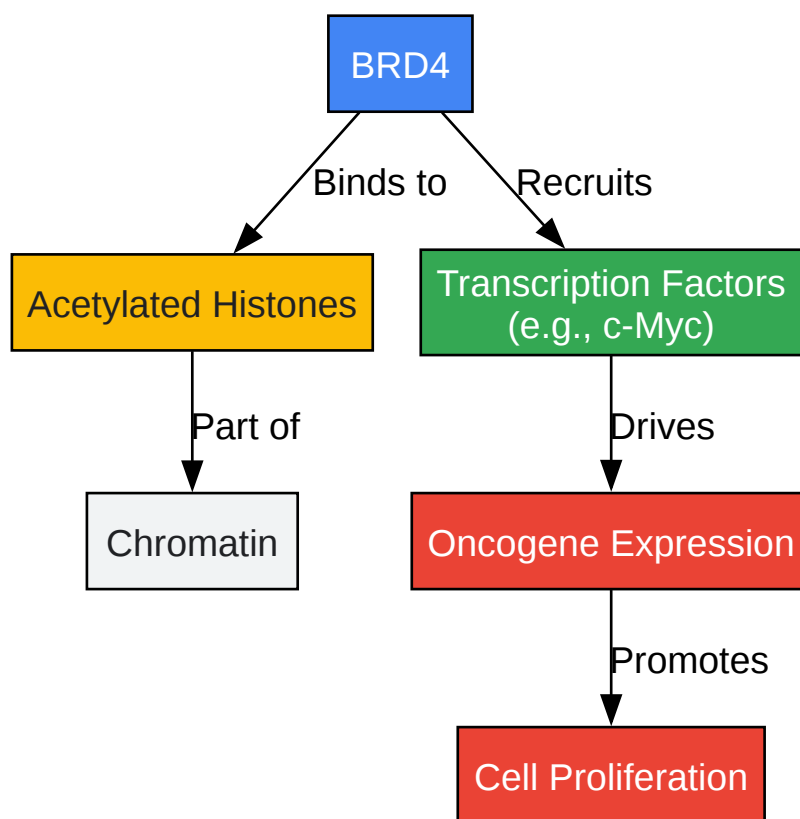 BRD4
Binds to
Recruits
Acetylated Histones
Transcription Factors
(e.g., c-Myc)
Part of
Drives
Chromatin
Oncogene Expression
Promotes
Cell Proliferation